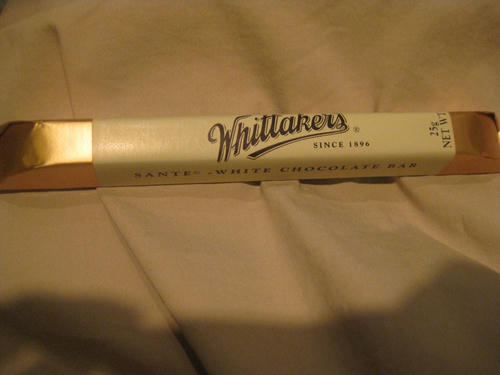 Whittakers®
SINCE 1896
SANTE® - WHITE CHOCOLATE BAR
25g
NET WT